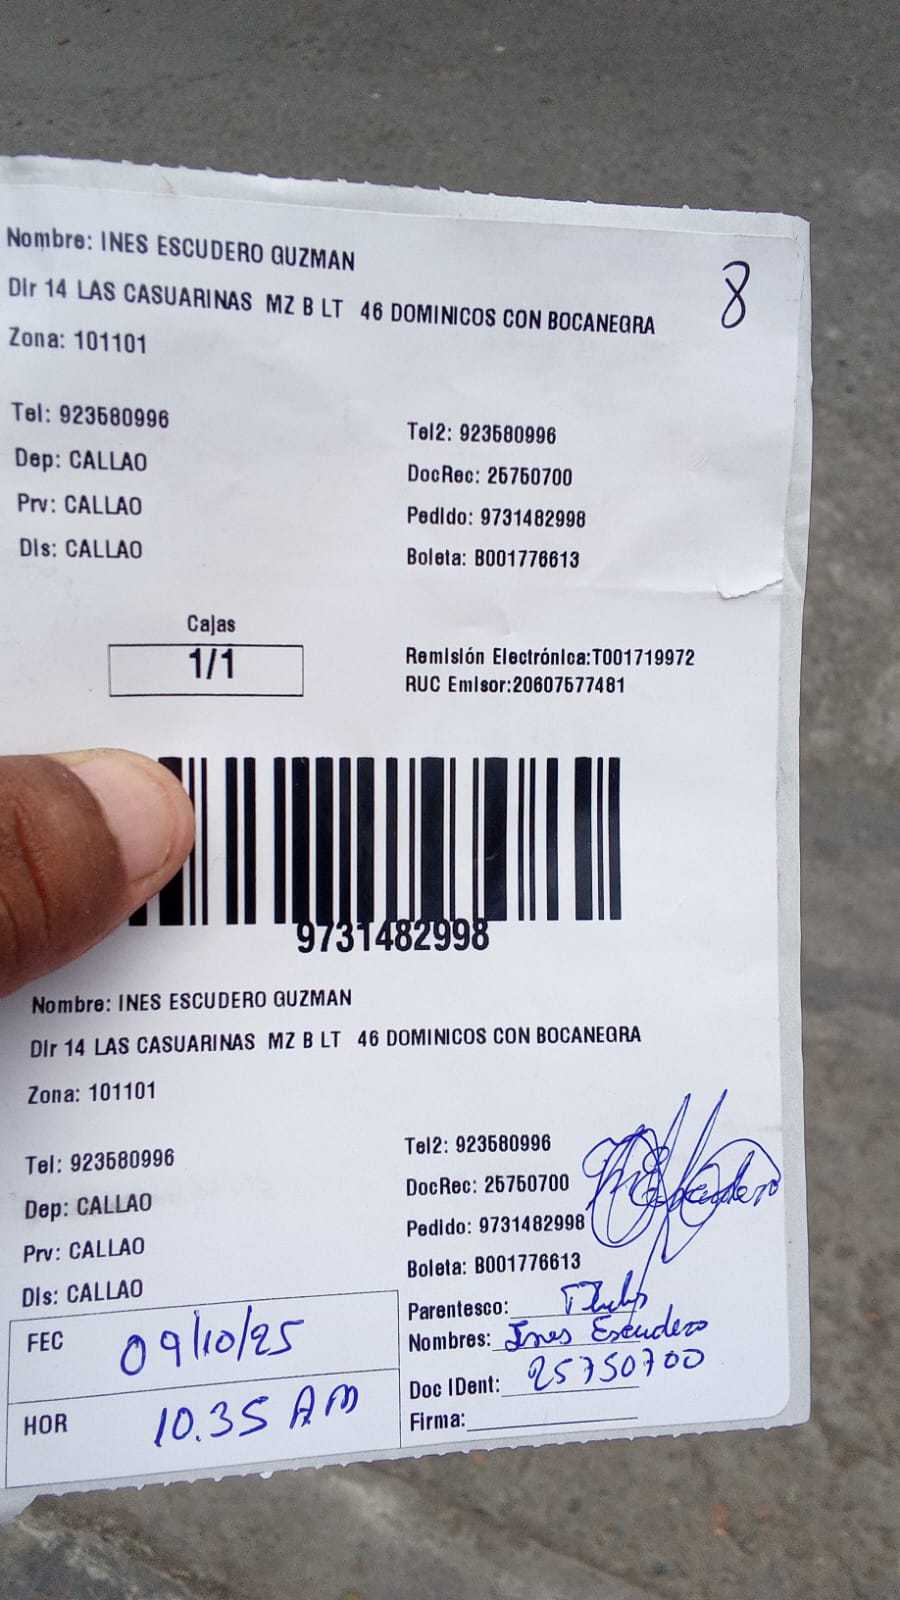 Nombre: INES ESCUDERO GUZMAN
8
Dir 14 LAS CASUARINAS MZ B LT 46 DOMINICOS CON BOCANEGRA
Zona: 101101
Tel: 923580996
Tel2: 923580996
Dep: CALLAO
DocRec: 25750700
Prv: CALLAO
Pedido: 9731482998
Dis: CALLAO
Boleta: B001776613
Cajas
1/1
Remisión Electrónica:T001719972
RUC Emisor:20607577481
9731482998
Nombre: INES ESCUDERO GUZMAN
Dir 14 LAS CASUARINAS MZ B LT 46 DOMINICOS CON BOCANEGRA
Zona: 101101
Tel: 923580996
Tel2: 923580996
Dep: CALLAO
DocRec: 25750700
Prv: CALLAO
Pedido: 9731482998
Dis: CALLAO
Boleta: B001776613
FEC 09/10/25
HOR 10.35 AM
Parentesco:
Nombres: Ines Escudero
Doc IDent: 25750700
Firma: